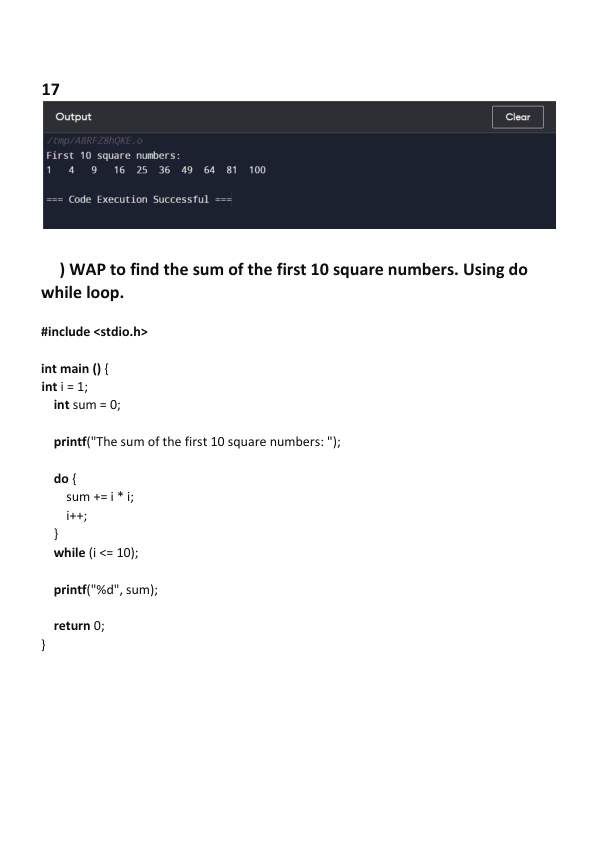 17
Output
Clear
/tmp/A8RFZ8hQKE.o
First 10 square numbers:
1 4 9 16 25 36 49 64 81 100
=== Code Execution Successful ===
) WAP to find the sum of the first 10 square numbers. Using do
while loop.
#include <stdio.h>
int main () {
int i = 1;
int sum = 0;
printf("The sum of the first 10 square numbers: ");
do {
sum += i * i;
i++;
}
while (i <= 10);
printf("%d", sum);
return 0;
}